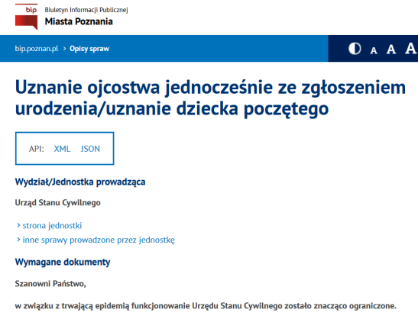 bip
Biuletyn Informacji Publicznej
Miasta Poznania
bip.poznan.pl > Opisy spraw
A A A
Uznanie ojcostwa jednocześnie ze zgłoszeniem
urodzenia/uznanie dziecka poczętego
API: XML JSON
Wydział/Jednostka prowadząca
Urząd Stanu Cywilnego
> strona jednostki
> inne sprawy prowadzone przez jednostkę
Wymagane dokumenty
Szanowni Państwo,
w związku z trwającą epidemią funkcjonowanie Urzędu Stanu Cywilnego zostało znacząco ograniczone.